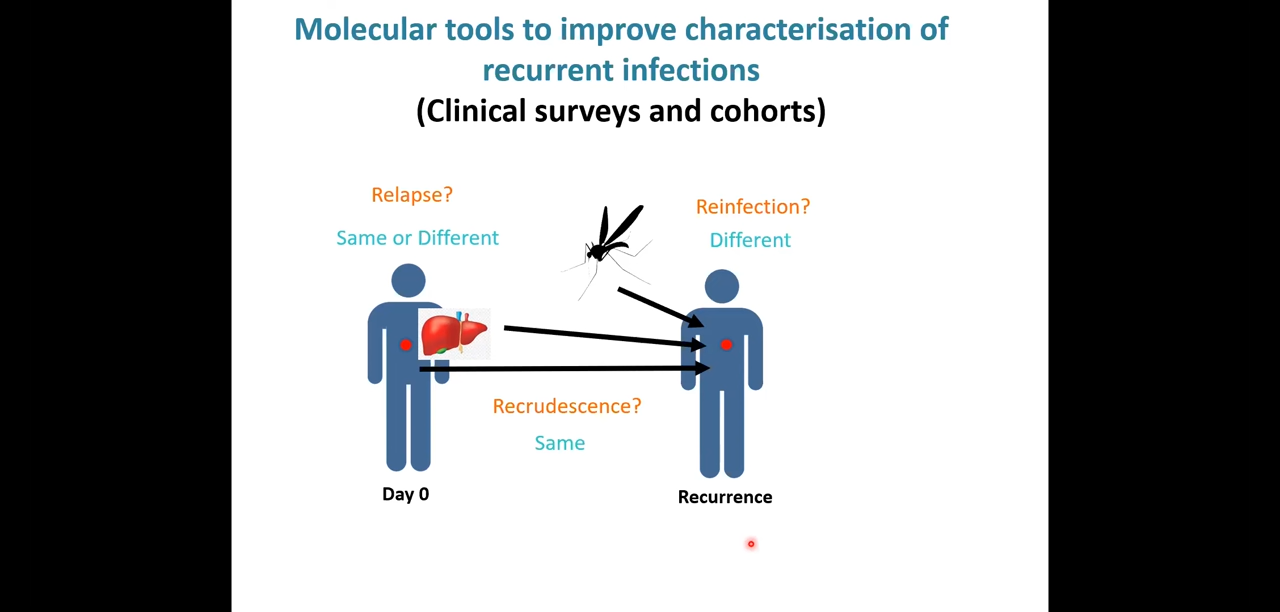 Molecular tools to improve characterisation of
recurrent infections
(Clinical surveys and cohorts)
Relapse?
Same or Different
Reinfection?
Different
Recrudescence?
Same
Day 0
Recurrence